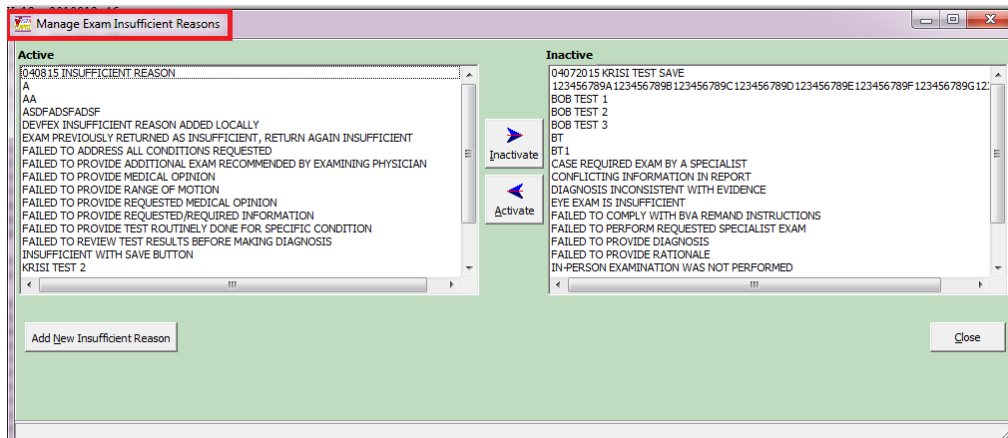 Manage Exam Insufficient Reasons
Active
040815 INSUFFICIENT REASON
A
AA
ASDFADSFADSF
DEVFEX INSUFFICIENT REASON ADDED LOCALLY
EXAM PREVIOUSLY RETURNED AS INSUFFICIENT, RETURN AGAIN INSUFFICIENT
FAILED TO ADDRESS ALL CONDITIONS REQUESTED
FAILED TO PROVIDE ADDITIONAL EXAM RECOMMENDED BY EXAMINING PHYSICIAN
FAILED TO PROVIDE MEDICAL OPINION
FAILED TO PROVIDE RANGE OF MOTION
FAILED TO PROVIDE REQUESTED MEDICAL OPINION
FAILED TO PROVIDE REQUESTED/REQUIRED INFORMATION
FAILED TO PROVIDE TEST ROUTINELY DONE FOR SPECIFIC CONDITION
FAILED TO REVIEW TEST RESULTS BEFORE MAKING DIAGNOSIS
INSUFFICIENT WITH SAVE BUTTON
KRISI TEST 2
Inactivate
Activate
Inactive
04072015 KRISI TEST SAVE
123456789A123456789B123456789C123456789D123456789E123456789F123456789G12
BOB TEST 1
BOB TEST 2
BOB TEST 3
BT
BT1
CASE REQUIRED EXAM BY A SPECIALIST
CONFLICTING INFORMATION IN REPORT
DIAGNOSIS INCONSISTENT WITH EVIDENCE
EYE EXAM IS INSUFFICIENT
FAILED TO COMPLY WITH BVA REMAND INSTRUCTIONS
FAILED TO PERFORM REQUESTED SPECIALIST EXAM
FAILED TO PROVIDE DIAGNOSIS
FAILED TO PROVIDE RATIONALE
IN-PERSON EXAMINATION WAS NOT PERFORMED
Add New Insufficient Reason
Close